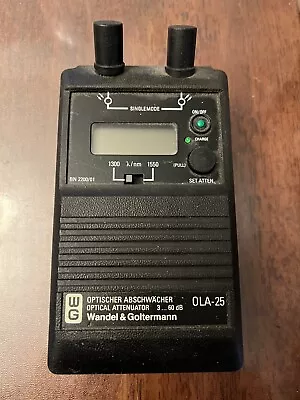 SINGLEMODE
ON/OFF
CHARGE
1300 λ/nm 1550
(PULL)
BN 2200/01
SET ATTEN.
WG
OPTISCHER ABSCHWÄCHER
OPTICAL ATTENUATOR 3 ... 60 dB
OLA-25
Wandel & Goltermann